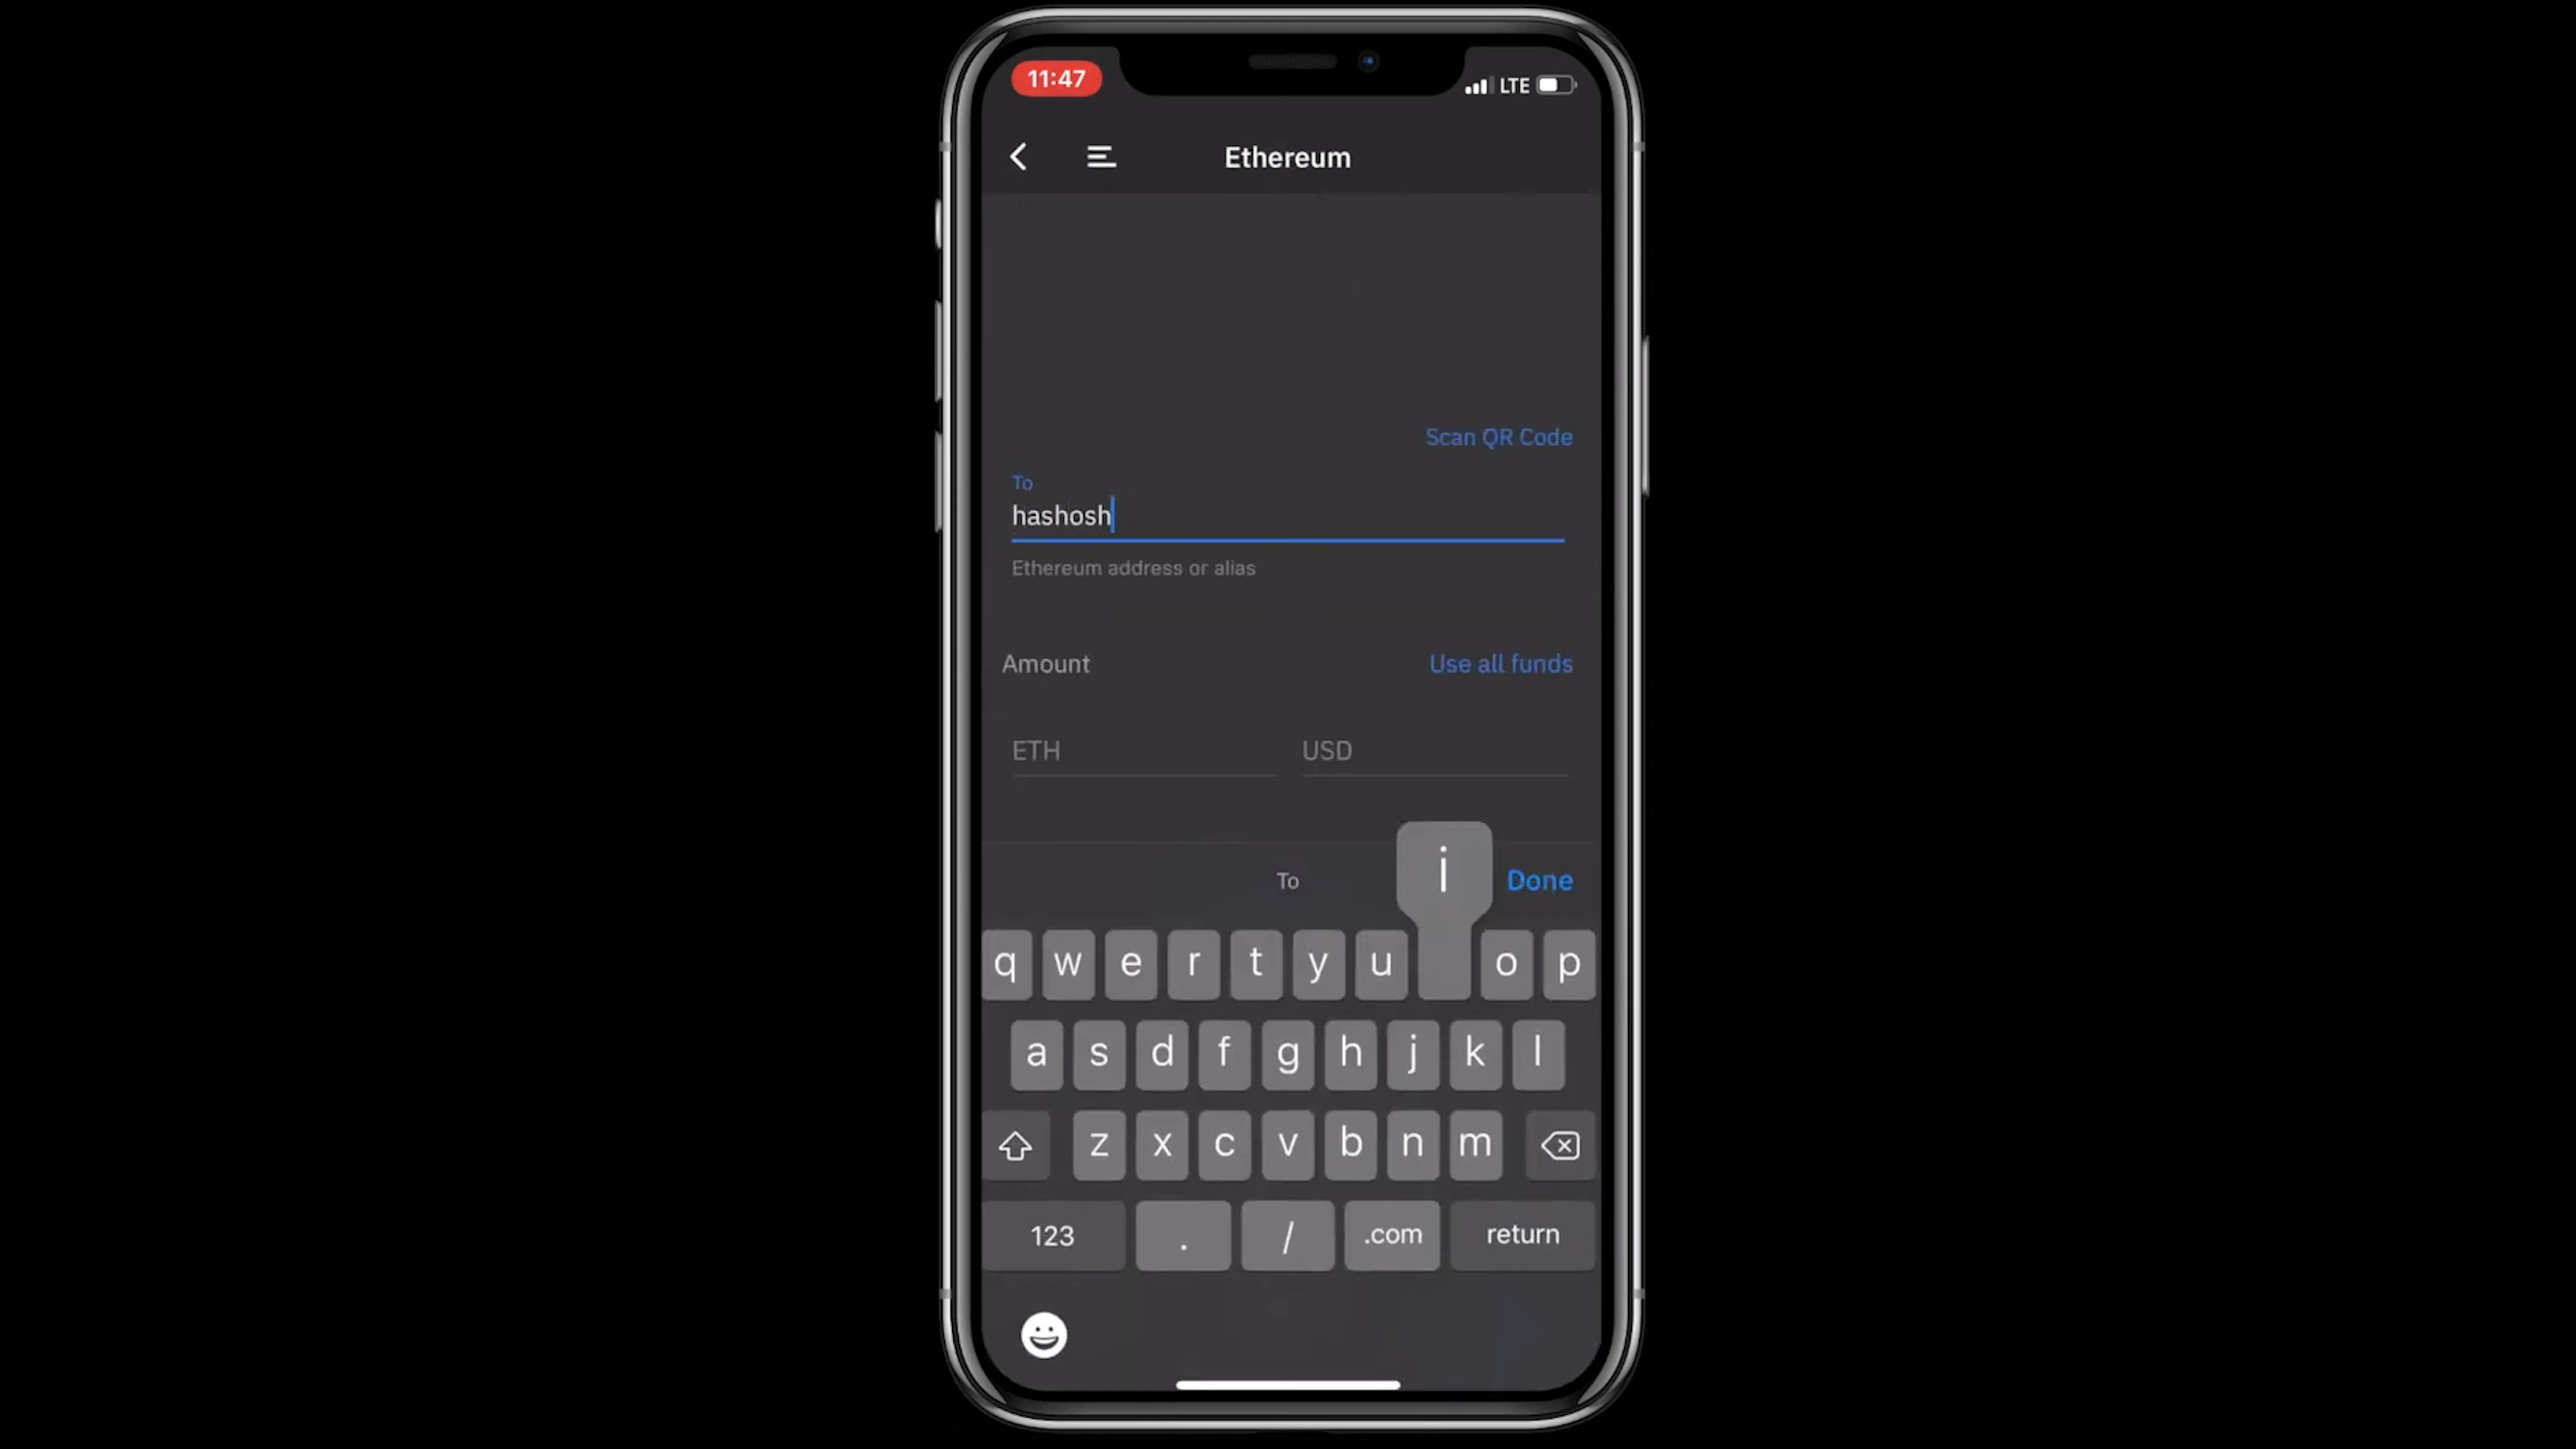 11:47 LTE
Ethereum
Scan QR Code
To
hashosh
Ethereum address or alias
Amount Use all funds
ETH USD
To i Done
q w e r t y u o p
a s d f g h j k l
z x c v b n m
123 . / .com return